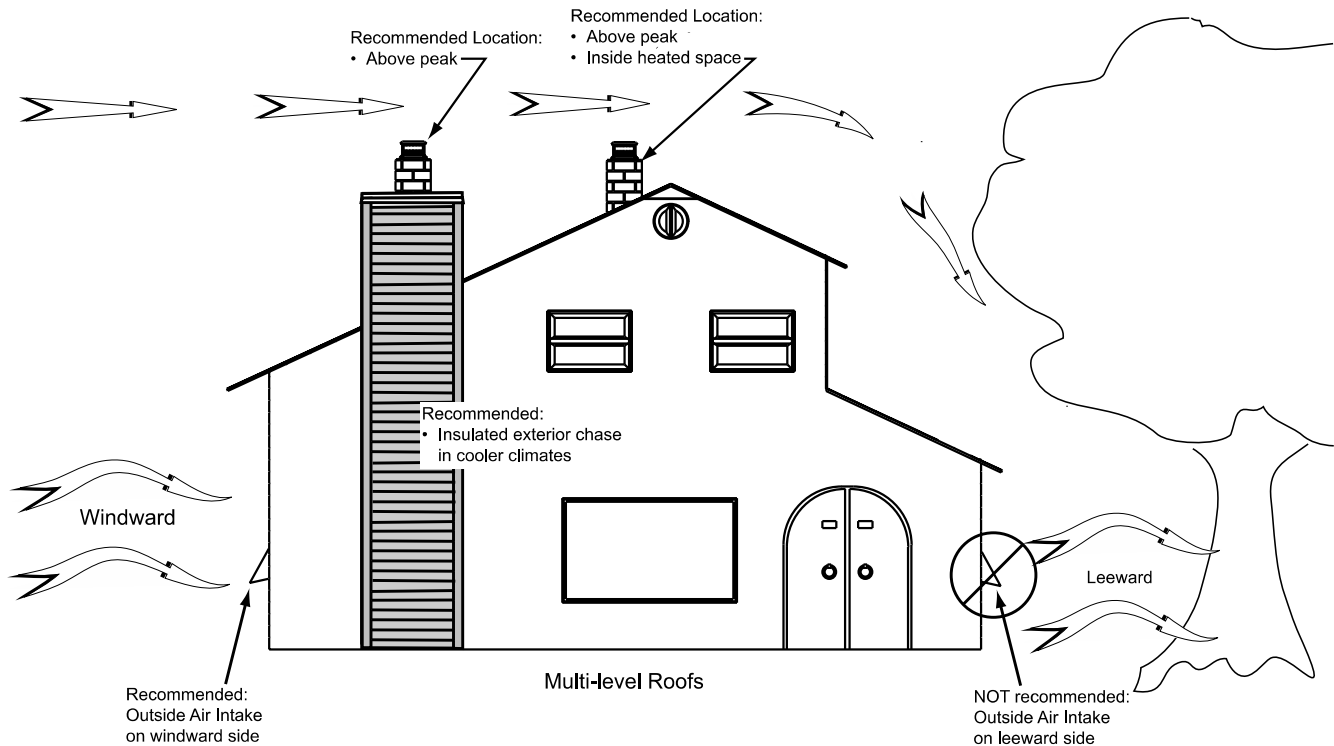 Recommended Location:
• Above peak
Recommended Location:
• Above peak
• Inside heated space
Recommended:
• Insulated exterior chase
in cooler climates
Windward
Leeward
Multi-level Roofs
Recommended:
Outside Air Intake
on windward side
NOT recommended:
Outside Air Intake
on leeward side